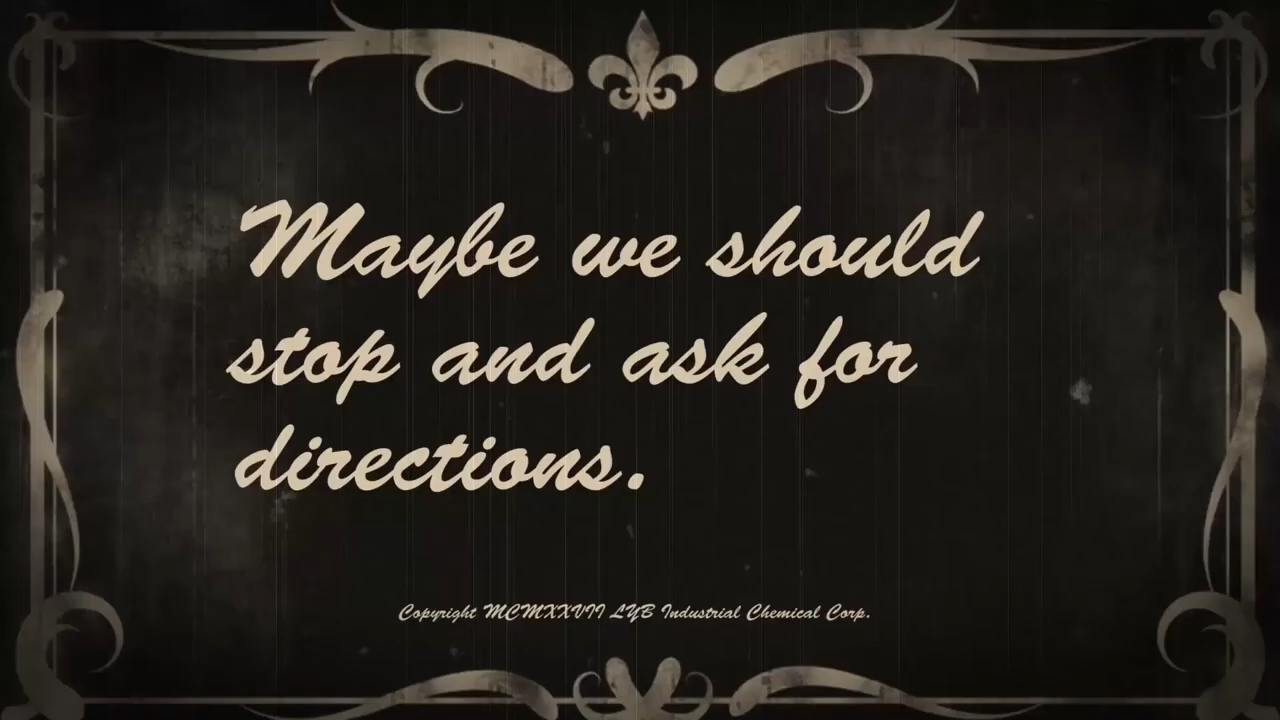 Maybe we should
stop and ask for
directions.
Copyright MCMXXVII LYB Industrial Chemical Corp.